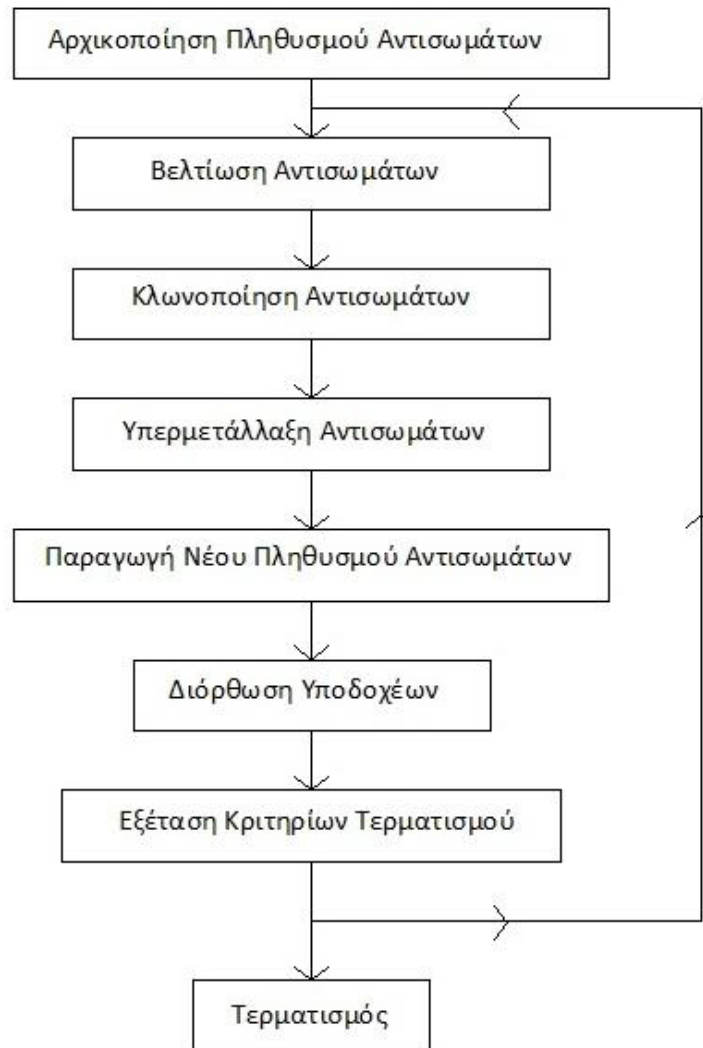 Αρχικοποίηση Πληθυσμού Αντισωμάτων
Βελτίωση Αντισωμάτων
Κλωνοποίηση Αντισωμάτων
Υπερμετάλλαξη Αντισωμάτων
Παραγωγή Νέου Πληθυσμού Αντισωμάτων
Διόρθωση Υποδοχέων
Εξέταση Κριτηρίων Τερματισμού
Τερματισμός